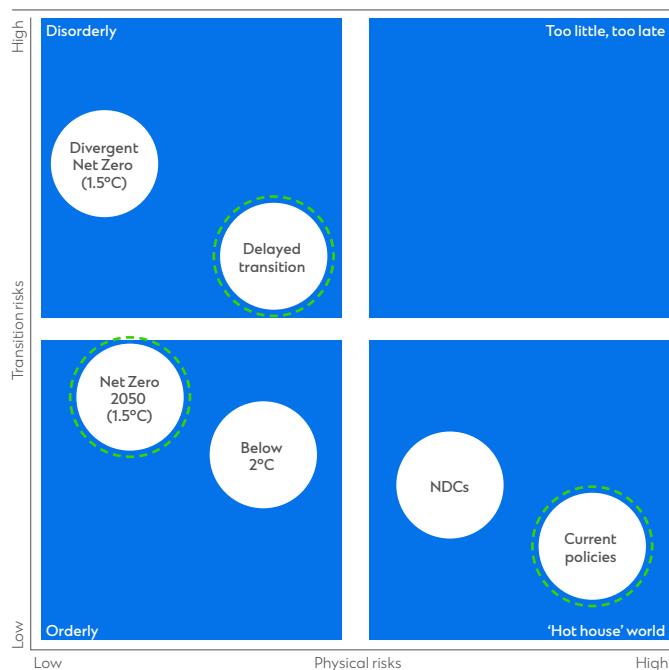 High
Disorderly
Too little, too late
Divergent
Net Zero
(1.5°C)
Delayed
transition
Transition risks
Net Zero
2050
(1.5°C)
Below
2°C
NDCs
Current
policies
Low
Orderly
‘Hot house’ world
Low
Physical risks
High